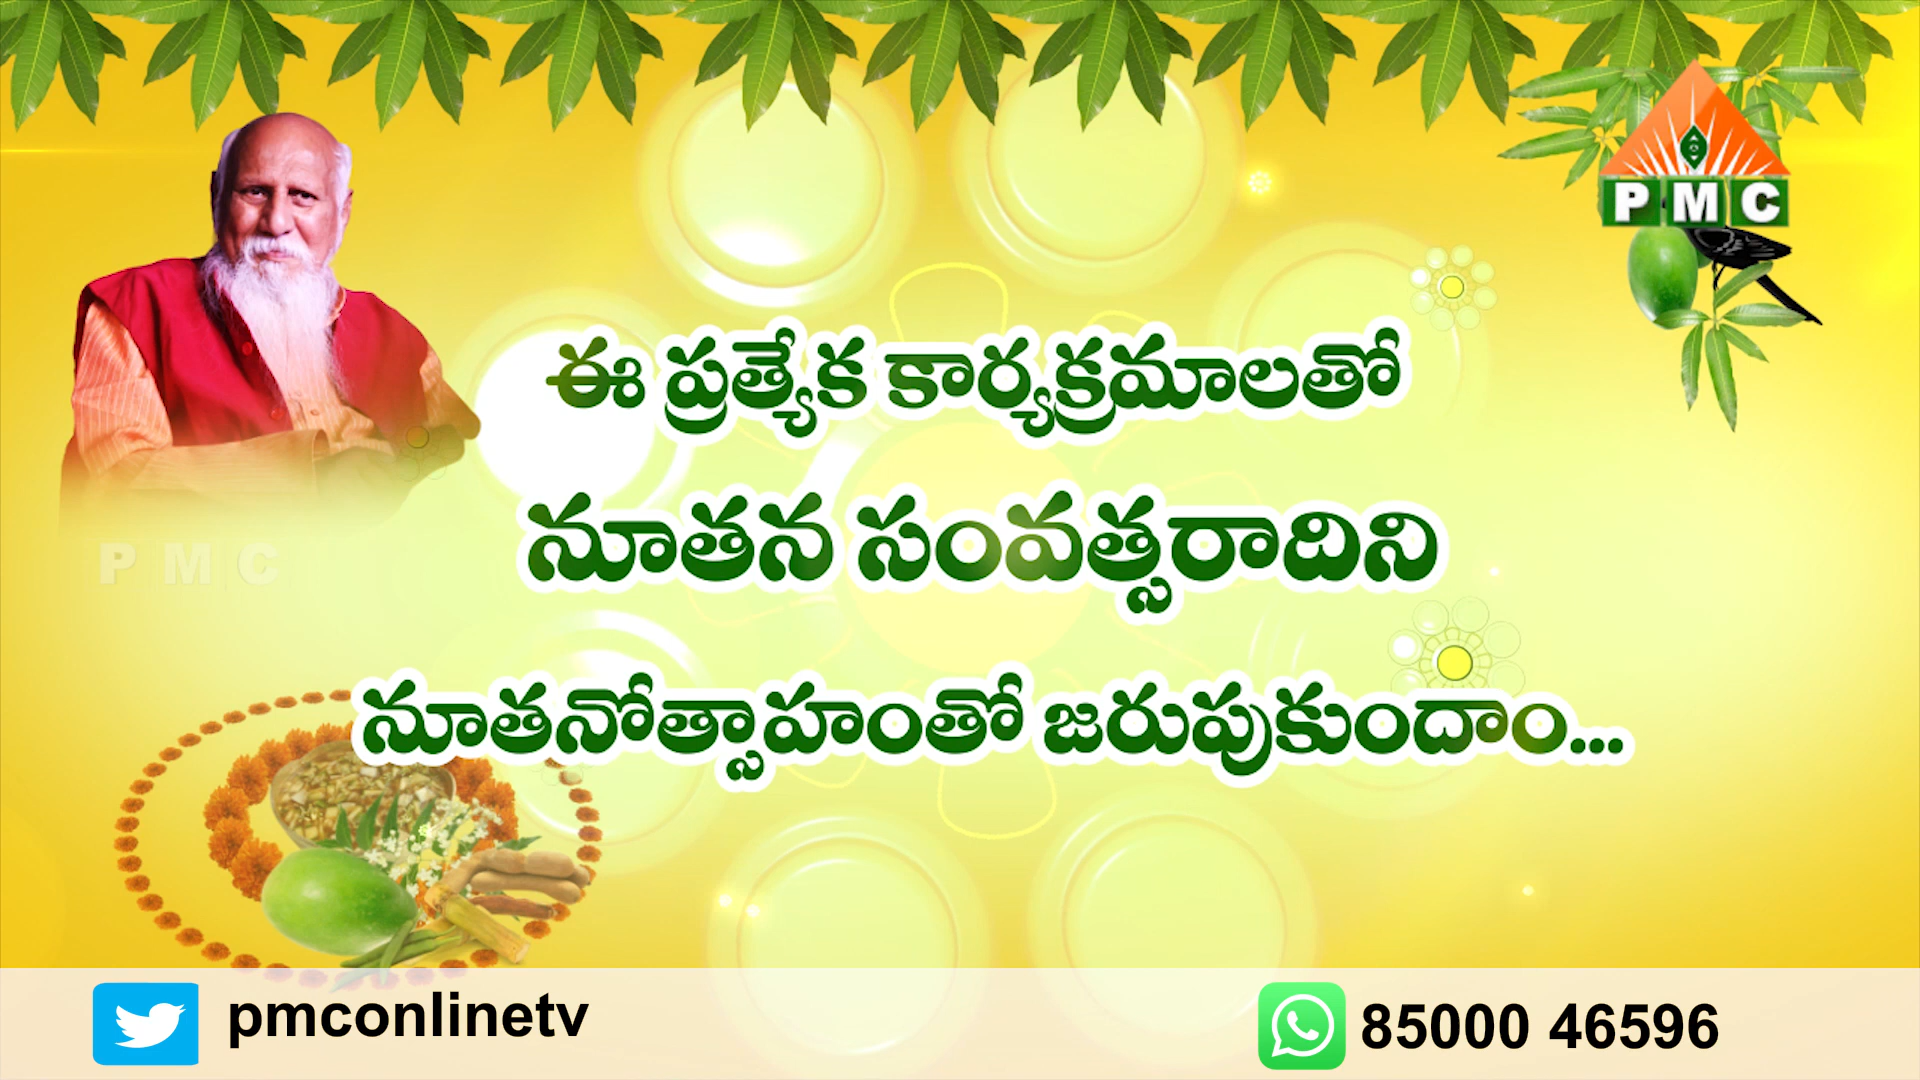 PMC
ఈ ప్రత్యేక కార్యక్రమాలతో
నూతన సంవత్సరాదిని
PMC
నూతనోత్సాహంతో జరుపుకుందాం...
pmconlinetv
85000 46596